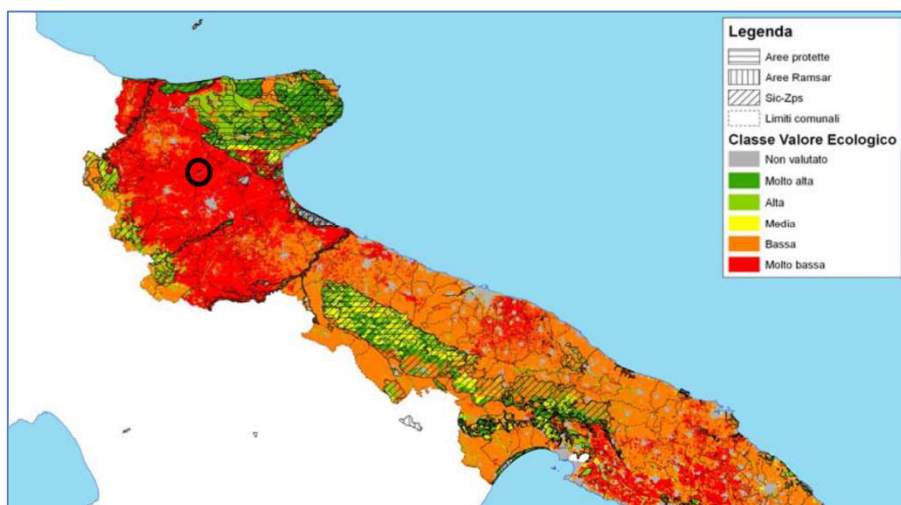 Legenda
Aree protette
Aree Ramsar
Sic-Zps
Limiti comunali
Classe Valore Ecologico
Non valutato
Molto alta
Alta
Media
Bassa
Molto bassa